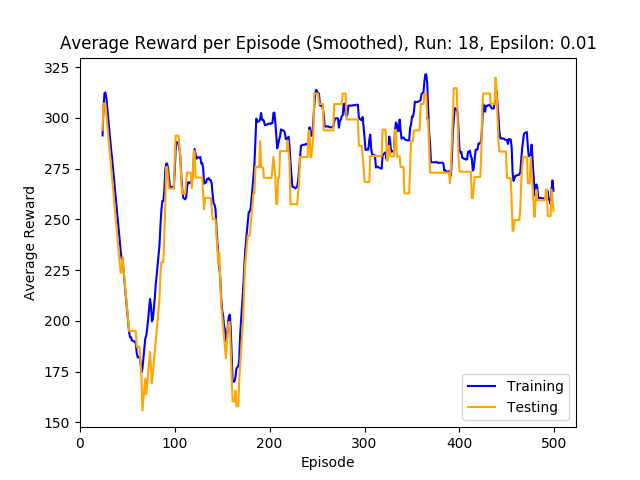 Average Reward per Episode (Smoothed), Run: 18, Epsilon: 0.01
325
300
275
250
225
200
175
150
Average Reward
0 100 200 300 400 500
Episode
Training
Testing